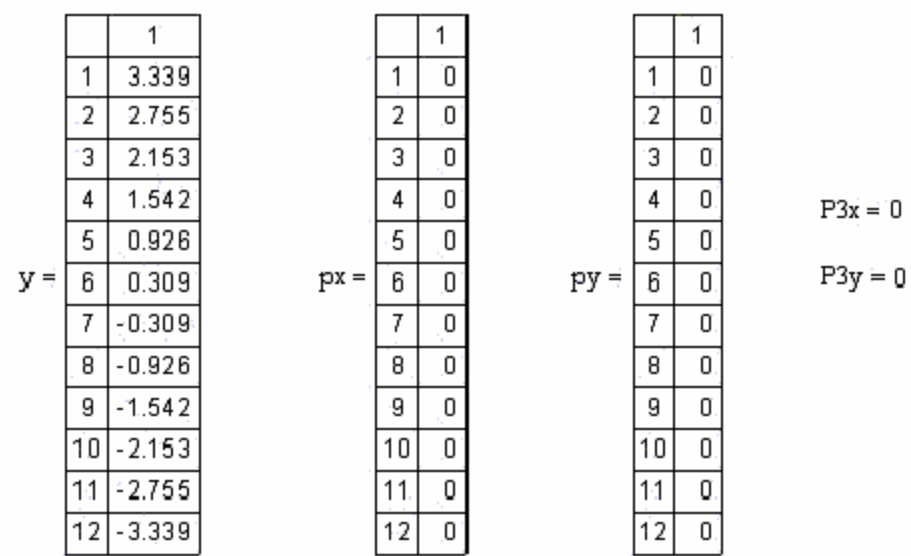 1 1 1
1 3.339 1 0 1 0
2 2.755 2 0 2 0
3 2.153 3 0 3 0
4 1.542 4 0 4 0 P3x = 0
5 0.926 5 0 5 0
y = 6 0.309 px = 6 0 py = 6 0 P3y = 0
7 -0.309 7 0 7 0
8 -0.926 8 0 8 0
9 -1.542 9 0 9 0
10 -2.153 10 0 10 0
11 -2.755 11 0 11 0
12 -3.339 12 0 12 0